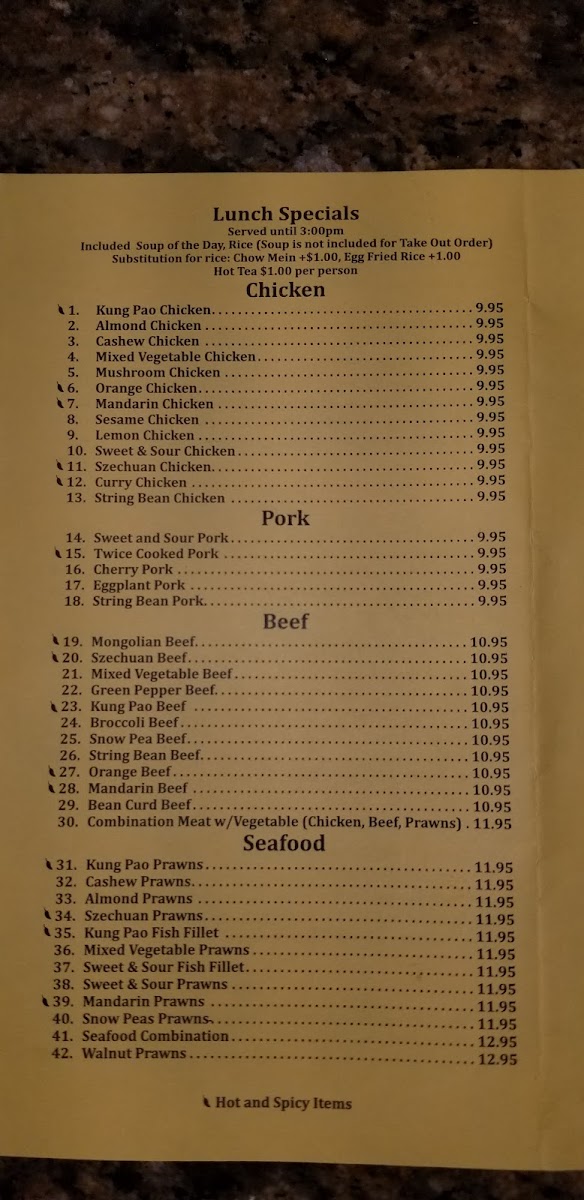 Lunch Specials
Served until 3:00pm
Included Soup of the Day, Rice (Soup is not included for Take Out Order)
Substitution for rice: Chow Mein +$1.00, Egg Fried Rice +1.00
Hot Tea $1.00 per person
Chicken
1. Kung Pao Chicken 9.95
2. Almond Chicken 9.95
3. Cashew Chicken 9.95
4. Mixed Vegetable Chicken 9.95
5. Mushroom Chicken 9.95
6. Orange Chicken 9.95
7. Mandarin Chicken 9.95
8. Sesame Chicken 9.95
9. Lemon Chicken 9.95
10. Sweet & Sour Chicken 9.95
11. Szechuan Chicken 9.95
12. Curry Chicken 9.95
13. String Bean Chicken 9.95
Pork
14. Sweet and Sour Pork 9.95
15. Twice Cooked Pork 9.95
16. Cherry Pork 9.95
17. Eggplant Pork 9.95
18. String Bean Pork 9.95
Beef
19. Mongolian Beef 10.95
20. Szechuan Beef 10.95
21. Mixed Vegetable Beef 10.95
22. Green Pepper Beef 10.95
23. Kung Pao Beef 10.95
24. Broccoli Beef 10.95
25. Snow Pea Beef 10.95
26. String Bean Beef 10.95
27. Orange Beef 10.95
28. Mandarin Beef 10.95
29. Bean Curd Beef 10.95
30. Combination Meat w/Vegetable (Chicken, Beef, Prawns) . 11.95
Seafood
31. Kung Pao Prawns 11.95
32. Cashew Prawns 11.95
33. Almond Prawns 11.95
34. Szechuan Prawns 11.95
35. Kung Pao Fish Fillet 11.95
36. Mixed Vegetable Prawns 11.95
37. Sweet & Sour Fish Fillet 11.95
38. Sweet & Sour Prawns 11.95
39. Mandarin Prawns 11.95
40. Snow Peas Prawns 11.95
41. Seafood Combination 12.95
42. Walnut Prawns 12.95
Hot and Spicy Items